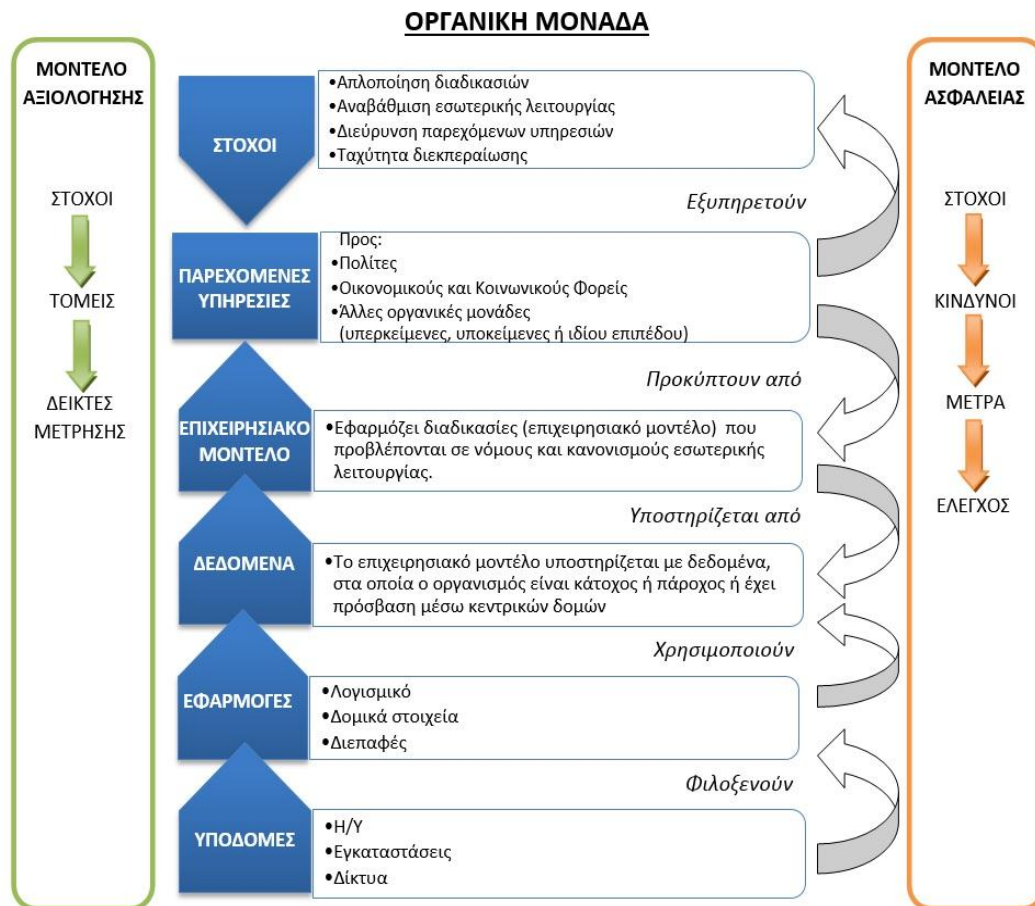 ΟΡΓΑΝΙΚΗ ΜΟΝΑΔΑ
ΜΟΝΤΕΛΟ
ΑΞΙΟΛΟΓΗΣΗΣ
ΣΤΟΧΟΙ
ΤΟΜΕΙΣ
ΔΕΙΚΤΕΣ
ΜΕΤΡΗΣΗΣ
ΣΤΟΧΟΙ
•Απλοποίηση διαδικασιών
•Αναβάθμιση εσωτερικής λειτουργίας
•Διεύρυνση παρεχόμενων υπηρεσιών
•Ταχύτητα διεκπεραίωσης
Εξυπηρετούν
ΠΑΡΕΧΟΜΕΝΕΣ
ΥΠΗΡΕΣΙΕΣ
Προς:
•Πολίτες
•Οικονομικούς και Κοινωνικούς Φορείς
•Άλλες οργανικές μονάδες
(υπερκείμενες, υποκείμενες ή ιδίου επιπέδου)
Προκύπτουν από
ΕΠΙΧΕΙΡΗΣΙΑΚΟ
ΜΟΝΤΕΛΟ
•Εφαρμόζει διαδικασίες (επιχειρησιακό μοντέλο) που
προβλέπονται σε νόμους και κανονισμούς εσωτερικής
λειτουργίας.
Υποστηρίζεται από
ΔΕΔΟΜΕΝΑ
•Το επιχειρησιακό μοντέλο υποστηρίζεται με δεδομένα,
στα οποία ο οργανισμός είναι κάτοχος ή πάροχος ή έχει
πρόσβαση μέσω κεντρικών δομών
Χρησιμοποιούν
ΕΦΑΡΜΟΓΕΣ
•Λογισμικό
•Δομικά στοιχεία
•Διεπαφές
Φιλοξενούν
ΥΠΟΔΟΜΕΣ
•Η/Υ
•Εγκαταστάσεις
•Δίκτυα
ΜΟΝΤΕΛΟ
ΑΣΦΑΛΕΙΑΣ
ΣΤΟΧΟΙ
ΚΙΝΔΥΝΟΙ
ΜΕΤΡΑ
ΕΛΕΓΧΟΣ